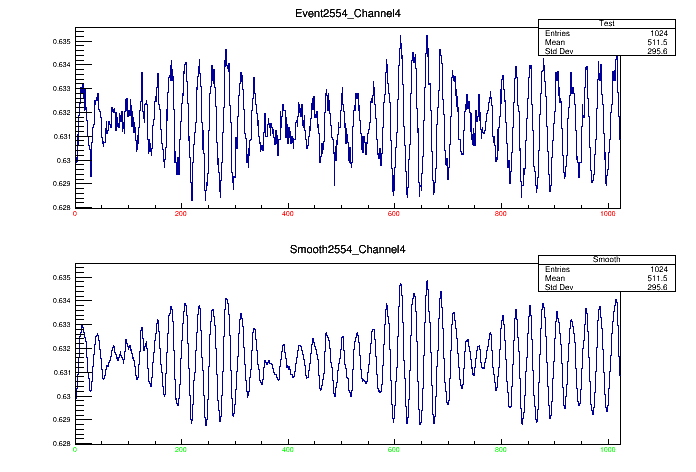 Event2554_Channel4
Test
Entries 1024
Mean 511.5
Std Dev 295.6
0.635
0.634
0.633
0.632
0.631
0.63
0.629
0.628
0 200 400 600 800 1000
Smooth2554_Channel4
Smooth
Entries 1024
Mean 511.5
Std Dev 295.6
0.635
0.634
0.633
0.632
0.631
0.63
0.629
0.628
0 200 400 600 800 1000